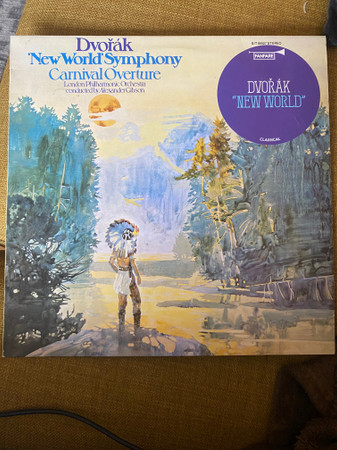 Dvořák
'New World' Symphony
Carnival Overture
London Philharmonic Orchestra
conducted by Alexander Gibson
STEREO
FANFARE
DVOŘÁK
"NEW WORLD"
CLASSICAL